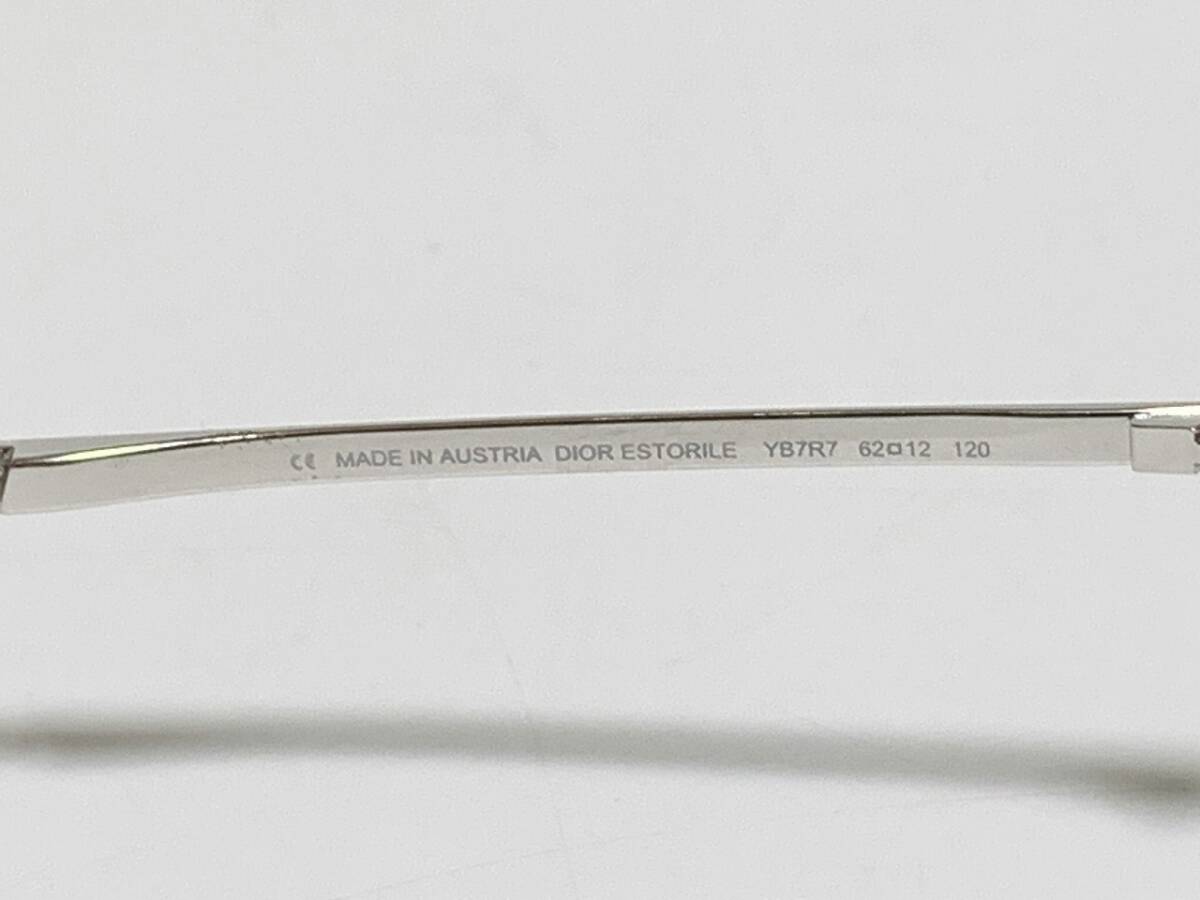 CE MADE IN AUSTRIA DIOR ESTORILE YB7R7 62□12 120